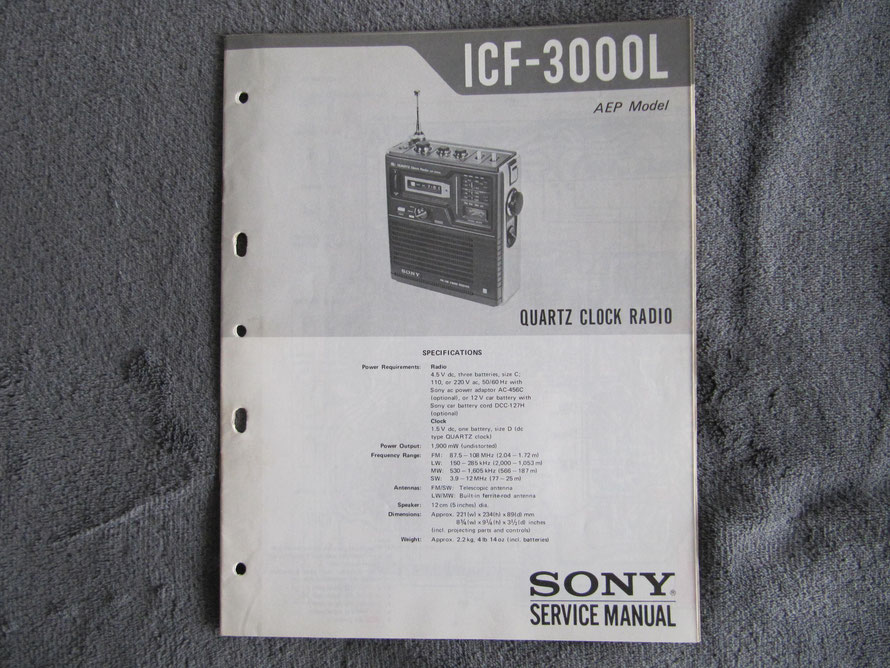 ICF-3000L
AEP Model
SONY
QUARTZ CLOCK RADIO
SPECIFICATIONS
Power Requirements: Radio
4.5 V dc, three batteries, size C;
110, or 220 V ac, 50/60 Hz with
Sony ac power adaptor AC-456C
(optional), or 12 V car battery with
Sony car battery cord DCC-127H
(optional)
Clock
1.5 V dc, one battery, size D (dc
type QUARTZ clock)
Power Output: 1,900 mW (undistorted)
Frequency Range: FM: 87.5 – 108 MHz (2.04 – 1.72 m)
LW: 150 – 285 kHz (2,000 – 1,053 m)
MW: 530 – 1,605 kHz (566 – 187 m)
SW: 3.9 – 12 MHz (77 – 25 m)
Antennas: FM/SW: Telescopic antenna
LW/MW: Built-in ferrite-rod antenna
Speaker: 12 cm (5 inches) dia.
Dimensions: Approx. 221 (w) x 234 (h) x 89 (d) mm
8¾ (w) x 9¼ (h) x 3½ (d) inches
(incl. projecting parts and controls)
Weight: Approx. 2.2 kg, 4 lb 14 oz (incl. batteries)
SONY®
SERVICE MANUAL